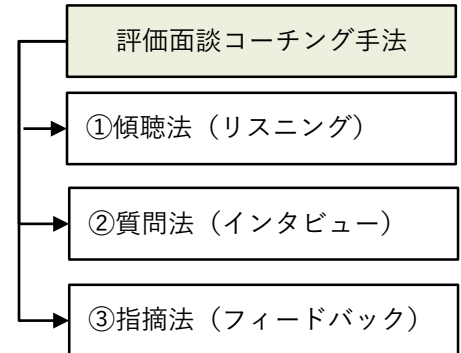 評価面談コーチング手法
①傾聴法（リスニング）
②質問法（インタビュー）
③指摘法（フィードバック）